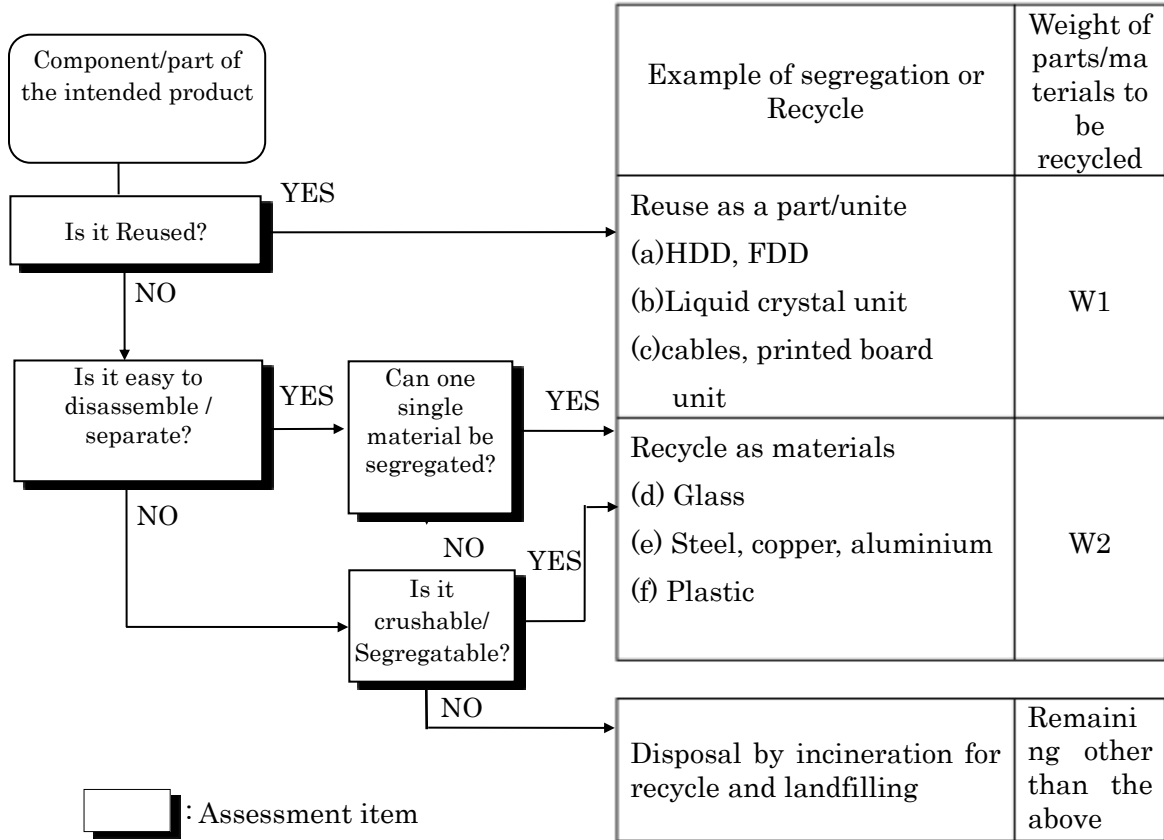 Component/part of
the intended product
Is it Reused?
YES
NO
Is it easy to
disassemble /
separate?
YES
NO
Can one
single
material be
segregated?
YES
NO
Is it
crushable/
Segregatable?
YES
NO
: Assessment item
Example of segregation or
Recycle
Weight of
parts/ma
terials to
be
recycled
Reuse as a part/unite
(a)HDD, FDD
(b)Liquid crystal unit
(c)cables, printed board
unit
W1
Recycle as materials
(d) Glass
(e) Steel, copper, aluminium
(f) Plastic
W2
Disposal by incineration for
recycle and landfilling
Remaini
ng other
than the
above